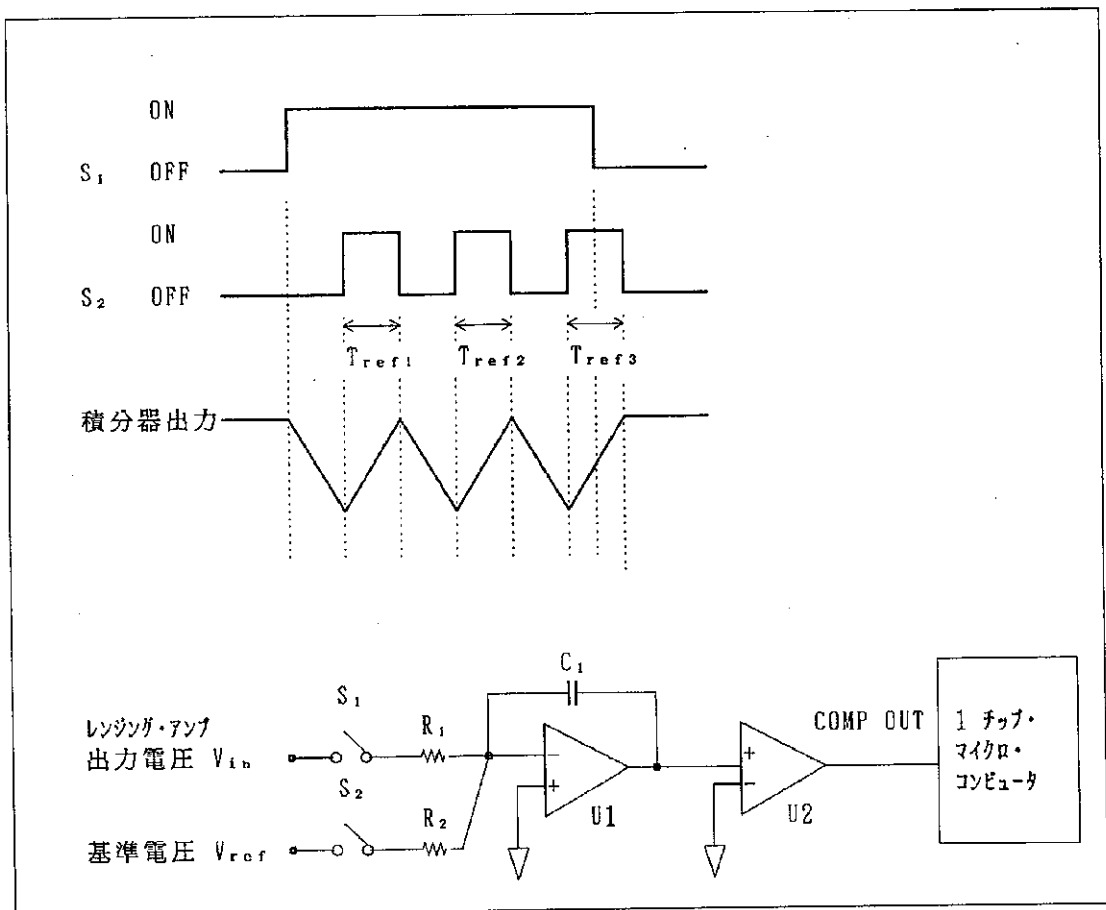 ON
S₁ OFF
ON
S₂ OFF
Tref1 Tref2 Tref3
積分器出力
C₁
S₁
レンジング・アンプ
出力電圧 Vin
R₁
COMP OUT
1 チップ・
マイクロ・
コンピュータ
S₂
U1
U2
R₂
基準電圧 Vref